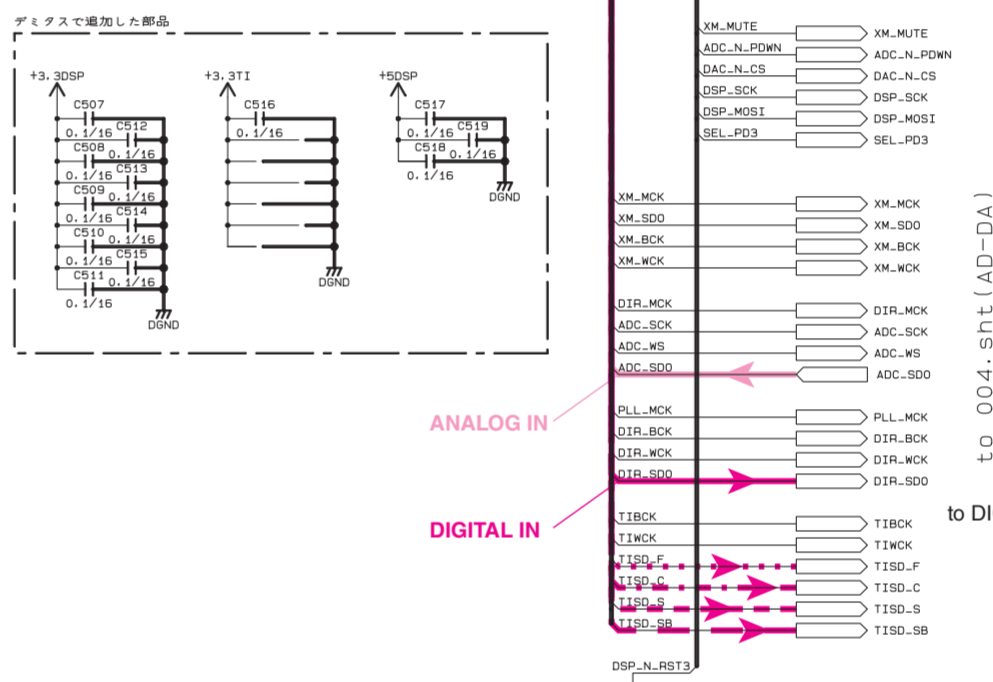 デミタスで追加した部品
+3.3DSP
C507
0.1/16
C512
0.1/16
C508
0.1/16
C513
0.1/16
C509
0.1/16
C514
0.1/16
C510
0.1/16
C515
0.1/16
C511
0.1/16
DGND
+3.3TI
C516
0.1/16
DGND
+5DSP
C517
0.1/16
C519
0.1/16
C518
0.1/16
DGND
XM_MUTE XM_MUTE
ADC_N_PDWN ADC_N_PDWN
DAC_N_CS DAC_N_CS
DSP_SCK DSP_SCK
DSP_MOSI DSP_MOSI
SEL_PD3 SEL_PD3
XM_MCK XM_MCK
XM_SDO XM_SDO
XM_BCK XM_BCK
XM_WCK XM_WCK
DIR_MCK DIR_MCK
ADC_SCK ADC_SCK
ADC_WS ADC_WS
ADC_SDO ADC_SDO
ANALOG IN
PLL_MCK PLL_MCK
DIR_BCK DIR_BCK
DIR_WCK DIR_WCK
DIR_SDO DIR_SDO
DIGITAL IN
TIBCK TIBCK
TIWCK TIWCK
TISD_F TISD_F
TISD_C TISD_C
TISD_S TISD_S
TISD_SB TISD_SB
DSP_N_RST3
to 004.sht(AD-DA)
to DI